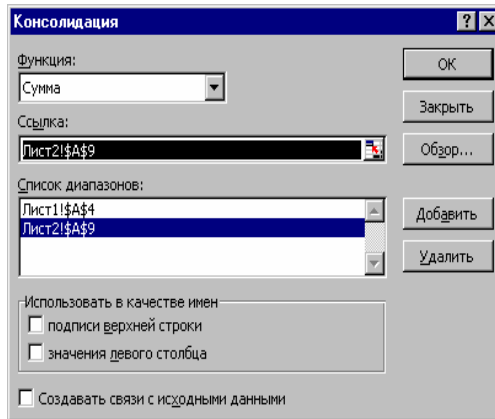 Консолидация
Функция:
Сумма
Ссылка:
Лист2!$A$9
Список диапазонов:
Лист1!$A$4
Лист2!$A$9
Использовать в качестве имен
подписи верхней строки
значения левого столбца
Создавать связи с исходными данными
ОК
Закрыть
Обзор...
Добавить
Удалить